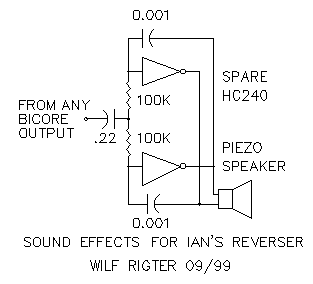 0.001
SPARE
HC240
100K
FROM ANY
BICORE
OUTPUT
.22
100K
PIEZO
SPEAKER
0.001
SOUND EFFECTS FOR IAN'S REVERSER
WILF RIGTER 09/99